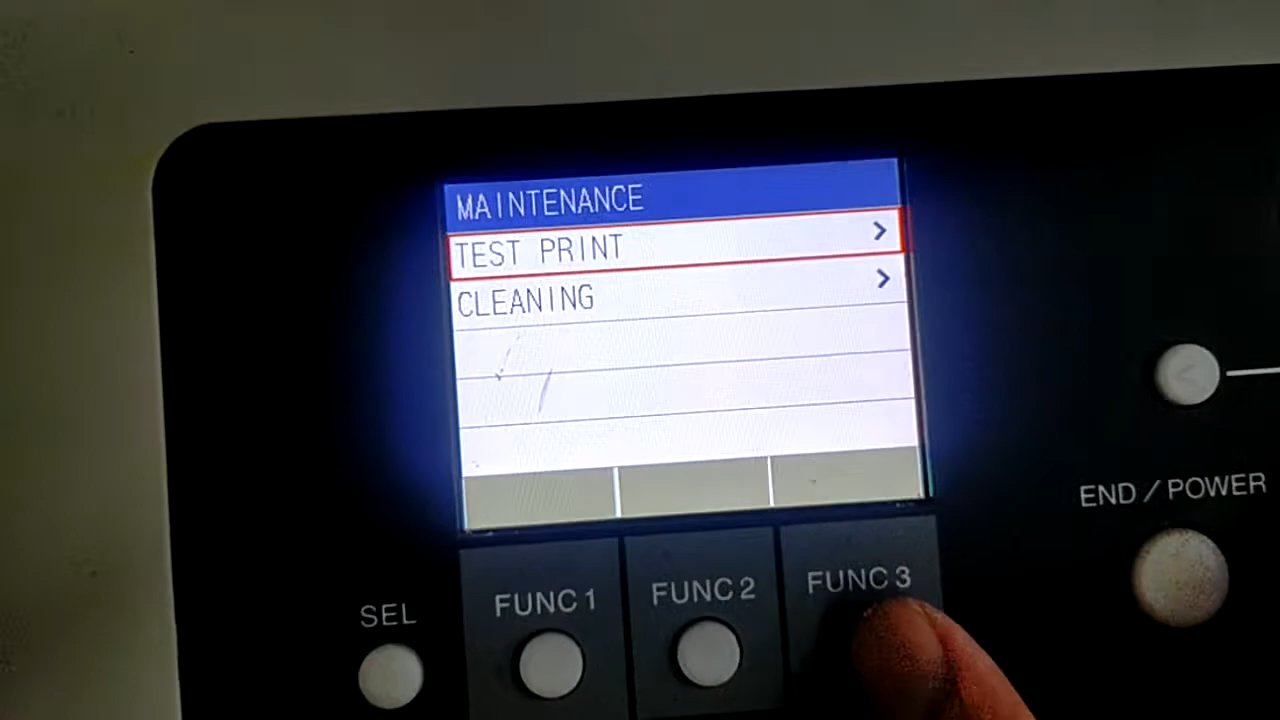 MAINTENANCE
TEST PRINT >
CLEANING >
END / POWER
SEL
FUNC 1
FUNC 2
FUNC 3